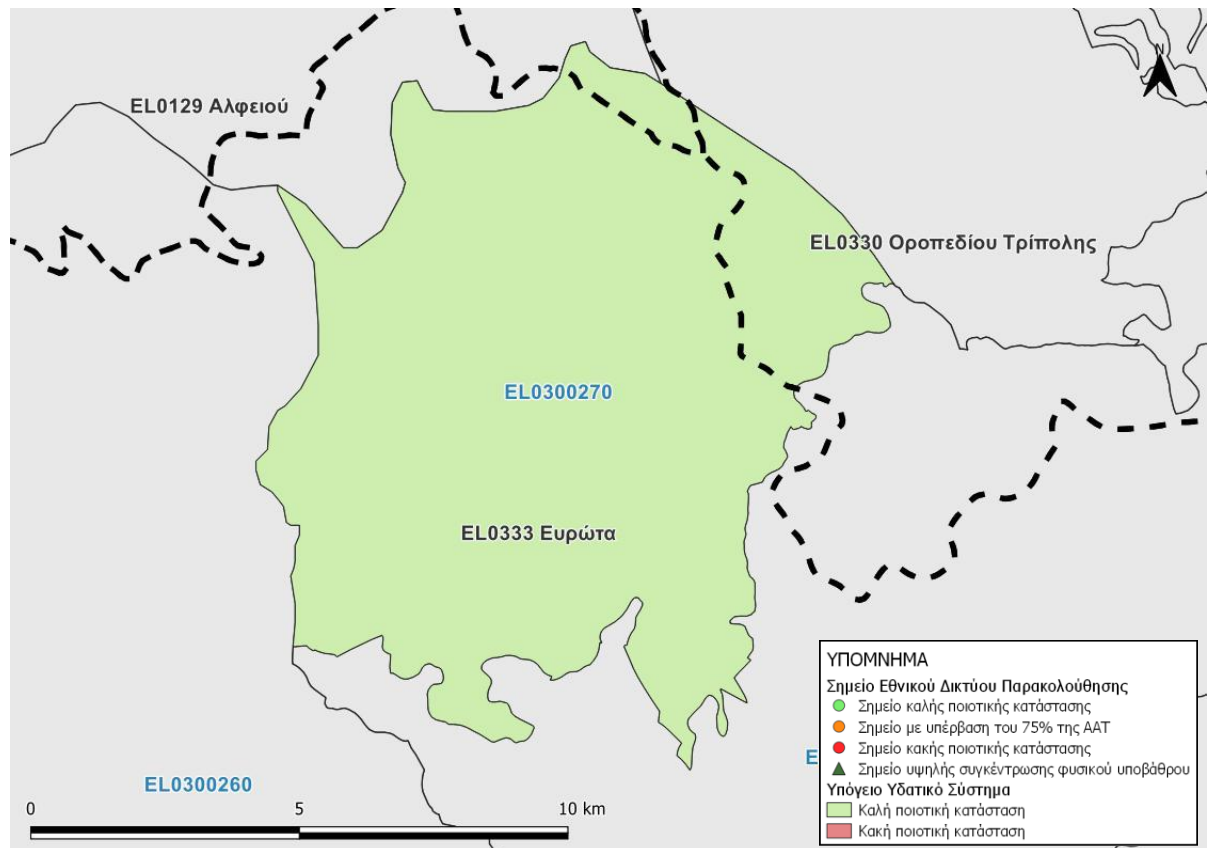 N
EL0129 Αλφειού
EL0330 Οροπεδίου Τρίπολης
EL0300270
EL0333 Ευρώτα
EL0300260
0 5 10 km
ΥΠΟΜΝΗΜΑ
Σημείο Εθνικού Δικτύου Παρακολούθησης
Σημείο καλής ποιοτικής κατάστασης
Σημείο με υπέρβαση του 75% της ΑΑΤ
Σημείο κακής ποιοτικής κατάστασης
Σημείο υψηλής συγκέντρωσης φυσικού υποβάθρου
Υπόγειο Υδατικό Σύστημα
Καλή ποιοτική κατάσταση
Κακή ποιοτική κατάσταση